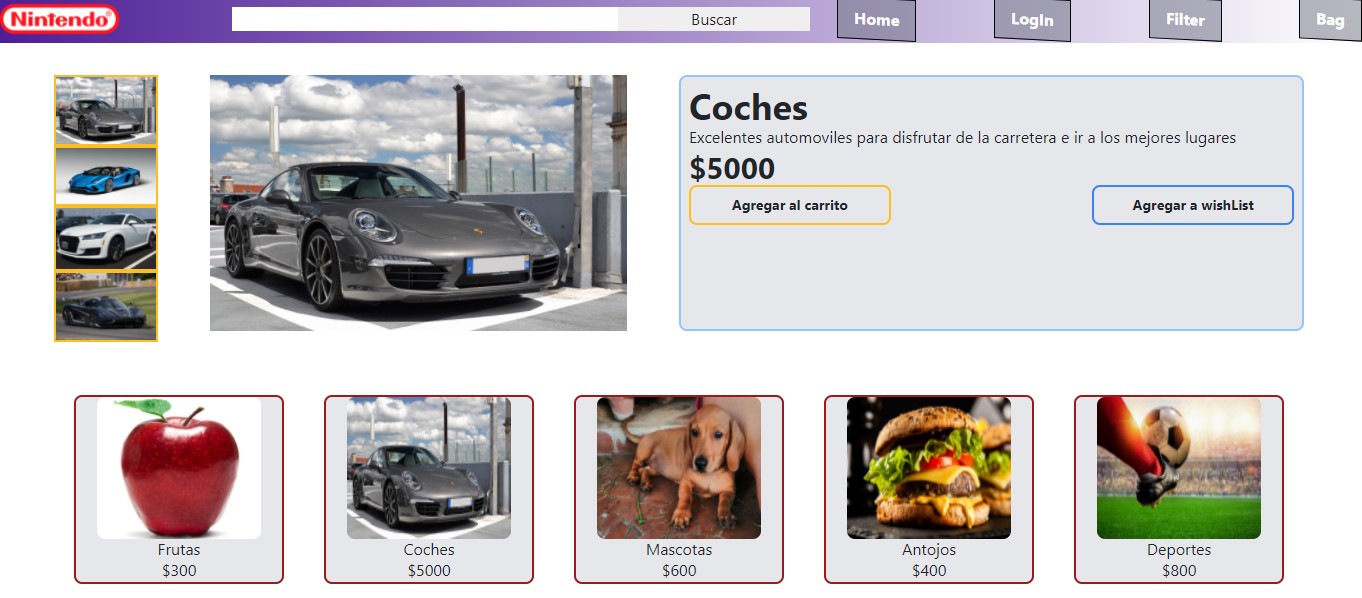 Nintendo
Buscar
Home
LogIn
Filter
Bag
Coches
Excelentes automoviles para disfrutar de la carretera e ir a los mejores lugares
$5000
Agregar al carrito
Agregar a wishList
Frutas
$300
Coches
$5000
Mascotas
$600
Antojos
$400
Deportes
$800